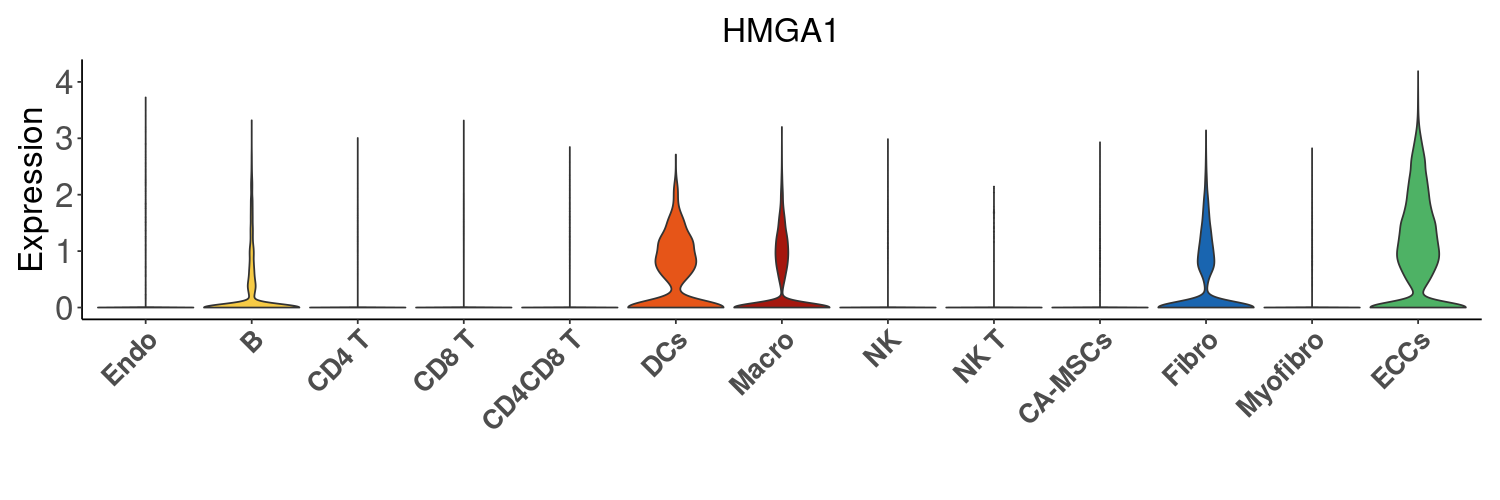 HMGA1
Expression
4
3
2
1
0
Endo
B
CD4 T
CD8 T
CD4CD8 T
DCs
Macro
NK
NK T
CA-MSCs
Fibro
Myofibro
ECCs